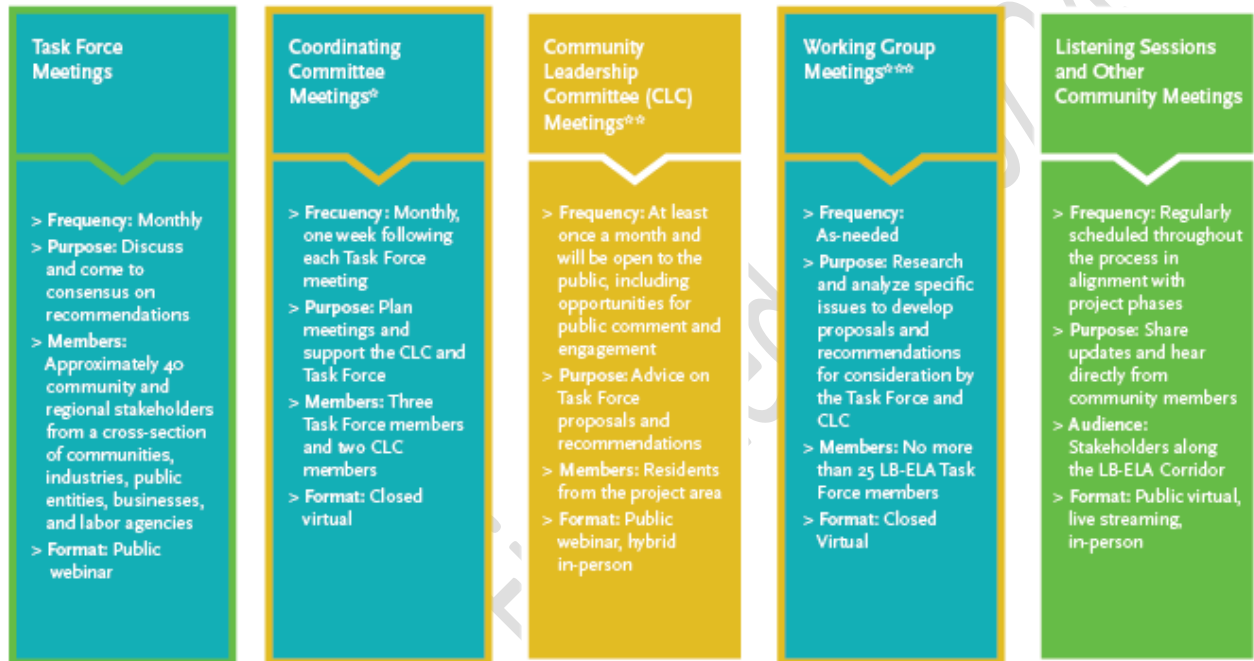 Task Force
Meetings
> Frequency: Monthly
> Purpose: Discuss
and come to
consensus on
recommendations
> Members:
Approximately 40
community and
regional stakeholders
from a cross-section
of communities,
industries, public
entities, businesses,
and labor agencies
> Format: Public
webinar
Coordinating
Committee
Meetings*
> Frecuency: Monthly,
one week following
each Task Force
meeting
> Purpose: Plan
meetings and
support the CLC and
Task Force
> Members: Three
Task Force members
and two CLC
members
> Format: Closed
virtual
Community
Leadership
Committee (CLC)
Meetings**
> Frequency: At least
once a month and
will be open to the
public, including
opportunities for
public comment and
engagement
> Purpose: Advice on
Task Force
proposals and
recommendations
> Members: Residents
from the project area
> Format: Public
webinar, hybrid
in-person
Working Group
Meetings***
> Frequency:
As-needed
> Purpose: Research
and analyze specific
issues to develop
proposals and
recommendations
for consideration by
the Task Force and
CLC
> Members: No more
than 25 LB-ELA Task
Force members
> Format: Closed
Virtual
Listening Sessions
and Other
Community Meetings
> Frequency: Regularly
scheduled throughout
the process in
alignment with
project phases
> Purpose: Share
updates and hear
directly from
community members
> Audience:
Stakeholders along
the LB-ELA Corridor
> Format: Public virtual,
live streaming,
in-person